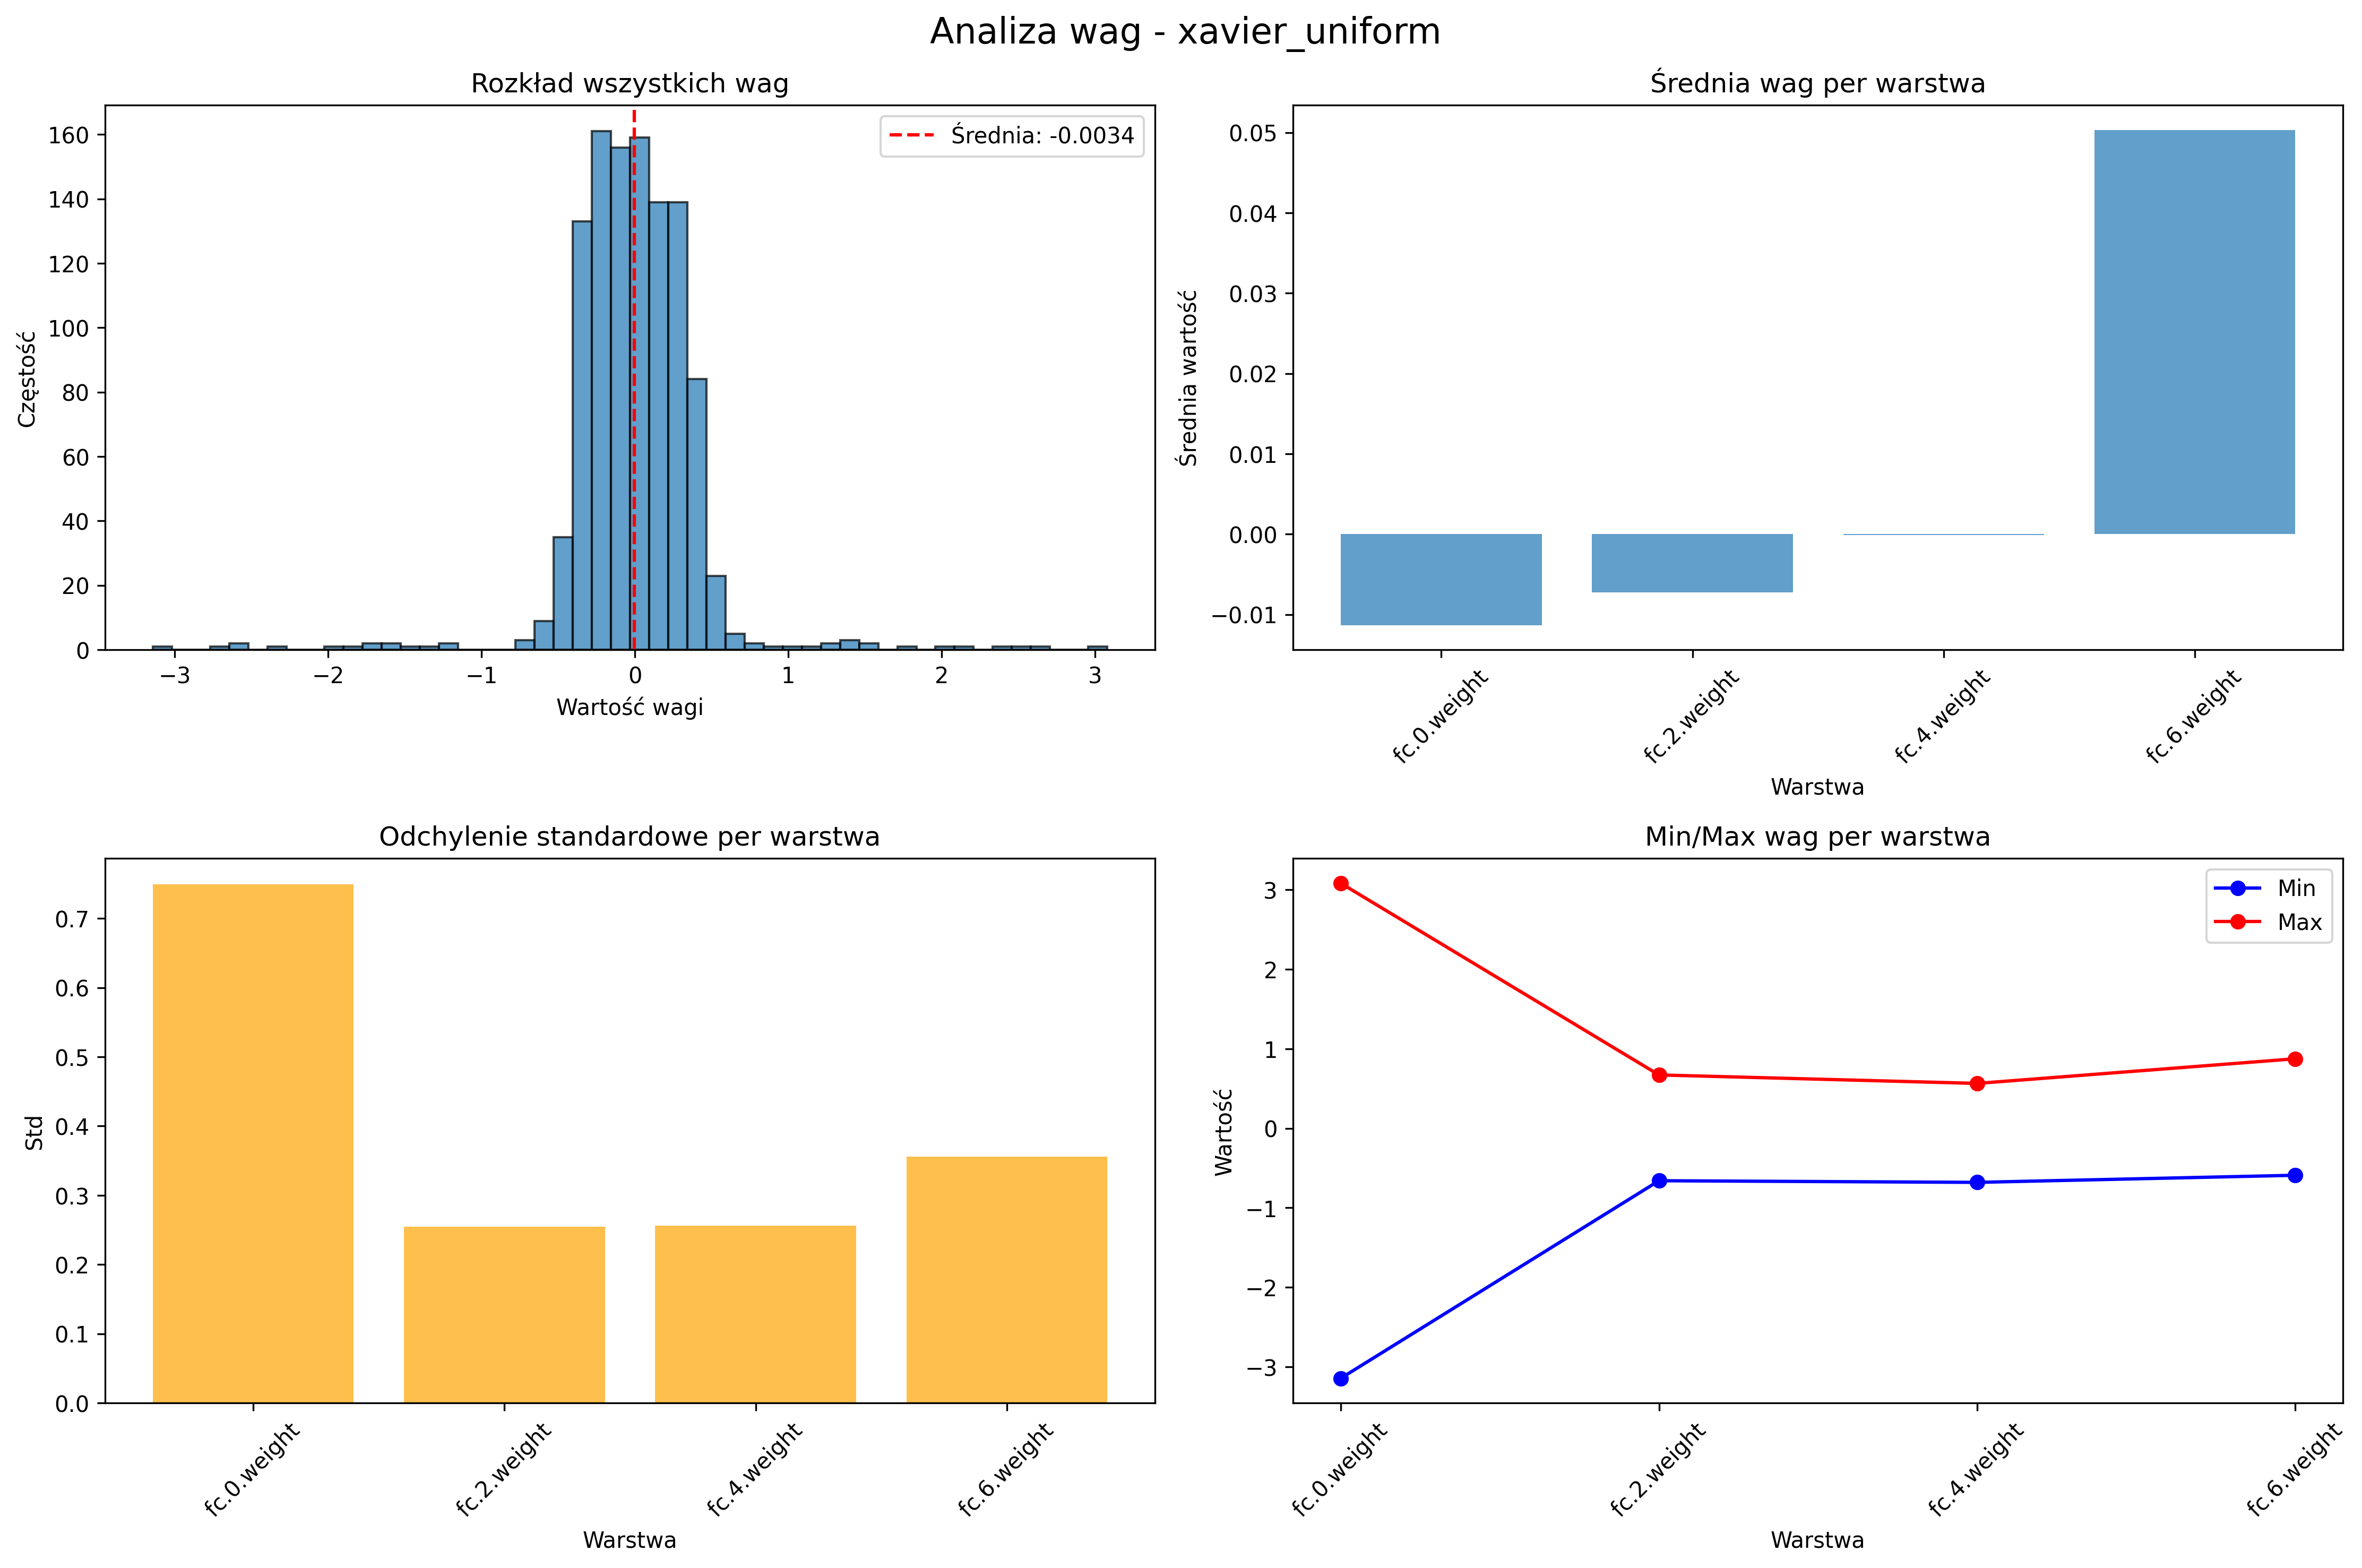 Analiza wag - xavier_uniform
Rozkład wszystkich wag
Częstość
160
140
120
100
80
60
40
20
0
Średnia: -0.0034
−3 −2 −1 0 1 2 3
Wartość wagi
Średnia wag per warstwa
Średnia wartość
0.05
0.04
0.03
0.02
0.01
0.00
−0.01
fc.0.weight fc.2.weight fc.4.weight fc.6.weight
Warstwa
Odchylenie standardowe per warstwa
Std
0.7
0.6
0.5
0.4
0.3
0.2
0.1
0.0
fc.0.weight fc.2.weight fc.4.weight fc.6.weight
Warstwa
Min/Max wag per warstwa
Wartość
3
2
1
0
−1
−2
−3
Min
Max
fc.0.weight fc.2.weight fc.4.weight fc.6.weight
Warstwa